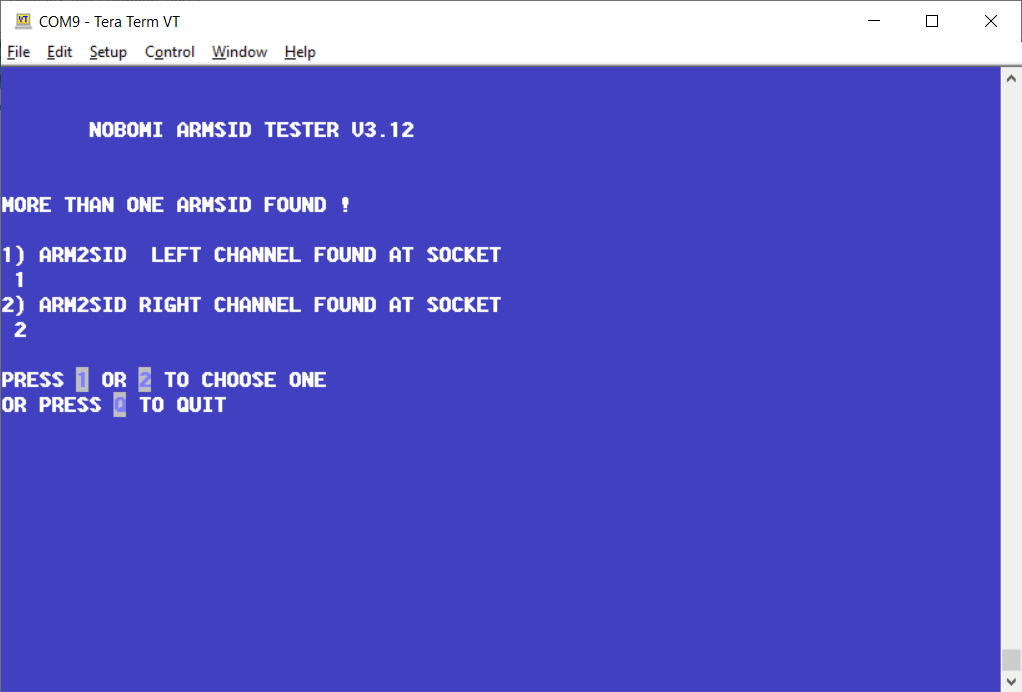 COM9 - Tera Term VT
File Edit Setup Control Window Help
NOBOMI ARMSID TESTER V3.12
MORE THAN ONE ARMSID FOUND !
1) ARM2SID  LEFT CHANNEL FOUND AT SOCKET
1
2) ARM2SID RIGHT CHANNEL FOUND AT SOCKET
2
PRESS 1 OR 2 TO CHOOSE ONE
OR PRESS Q TO QUIT